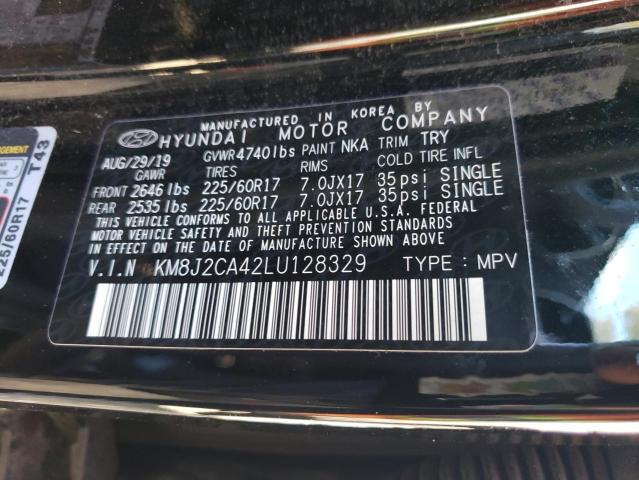 MANUFACTURED IN KOREA BY
HYUNDAI MOTOR COMPANY
AUG/29/19 GVWR 4740lbs PAINT NKA TRIM TRY
GAWR TIRES RIMS COLD TIRE INFL
FRONT 2646 lbs 225/60R17 7.0JX17 35psi SINGLE
REAR 2535 lbs 225/60R17 7.0JX17 35psi SINGLE
THIS VEHICLE CONFORMS TO ALL APPLICABLE U.S.A. FEDERAL
MOTOR VEHICLE SAFETY AND THEFT PREVENTION STANDARDS
IN EFFECT ON THE DATE OF MANUFACTURE SHOWN ABOVE.
V.I.N KM8J2CA42LU128329 TYPE : MPV
T43
225/60R17